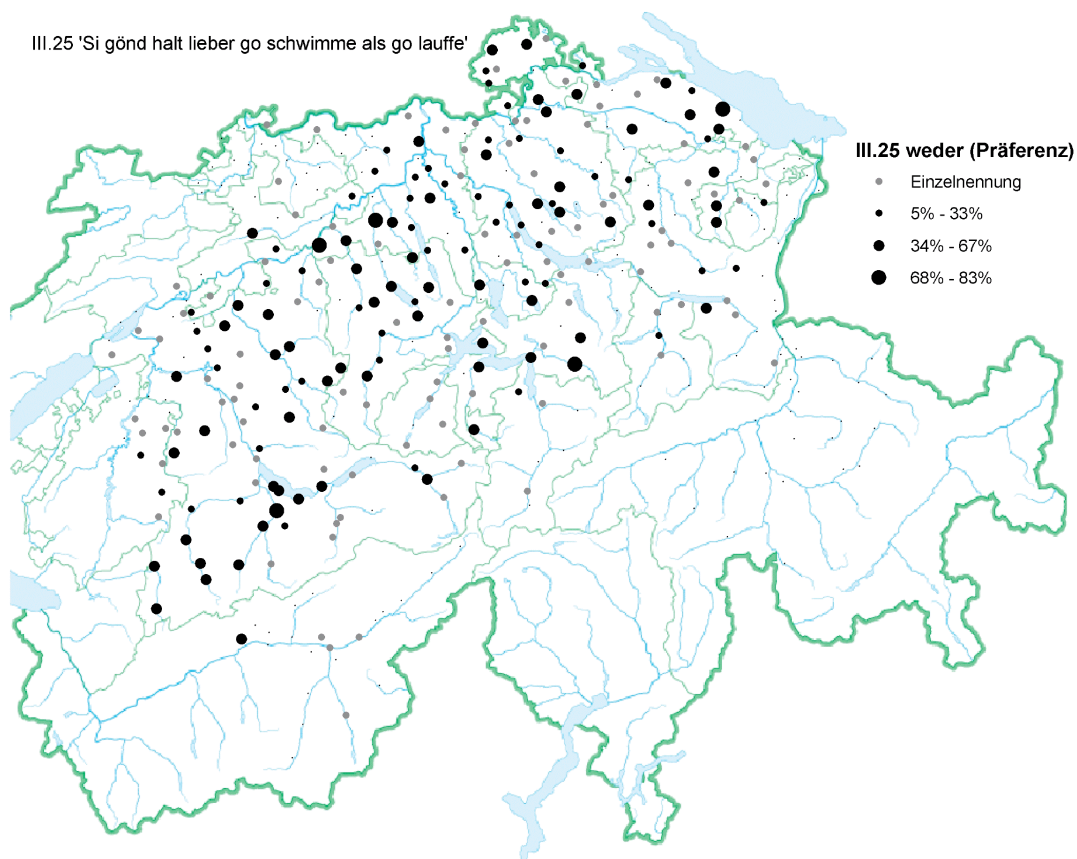 III.25 'Si gönd halt lieber go schwimme als go lauffe'
III.25 weder (Präferenz)
Einzelnennung
5% - 33%
34% - 67%
68% - 83%